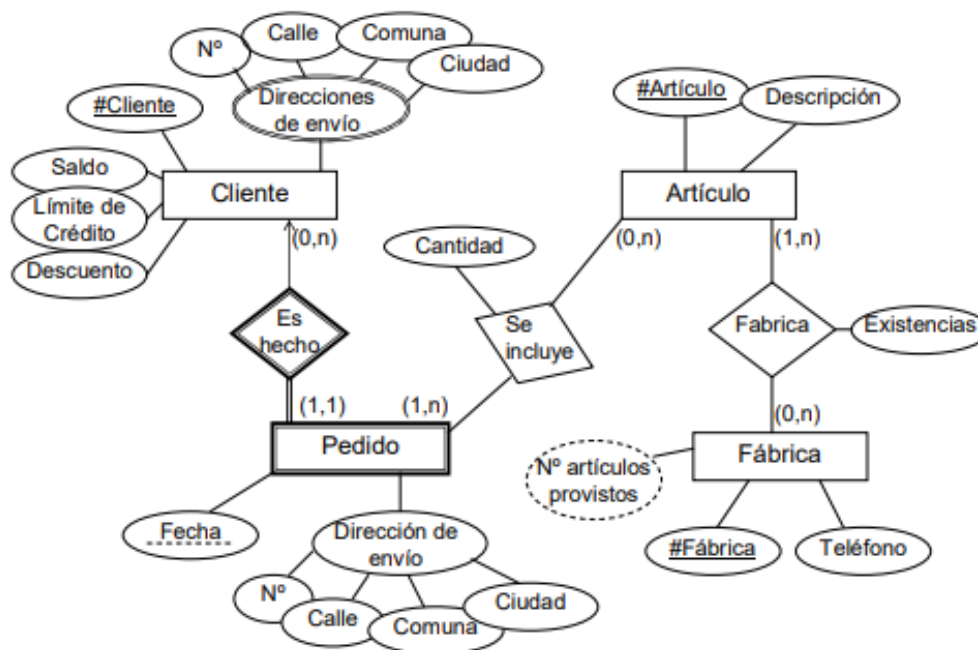 Nº
Calle
Comuna
Ciudad
Direcciones
de envío
#Cliente
Saldo
Límite de
Crédito
Descuento
Cliente
(0,n)
#Artículo
Descripción
Artículo
(0,n)
(1,n)
Cantidad
Es
hecho
Se
incluye
Fabrica
Existencias
(1,1)
(1,n)
(0,n)
Pedido
Nº artículos
provistos
Fábrica
Fecha
Dirección de
envío
#Fábrica
Teléfono
Nº
Calle
Comuna
Ciudad